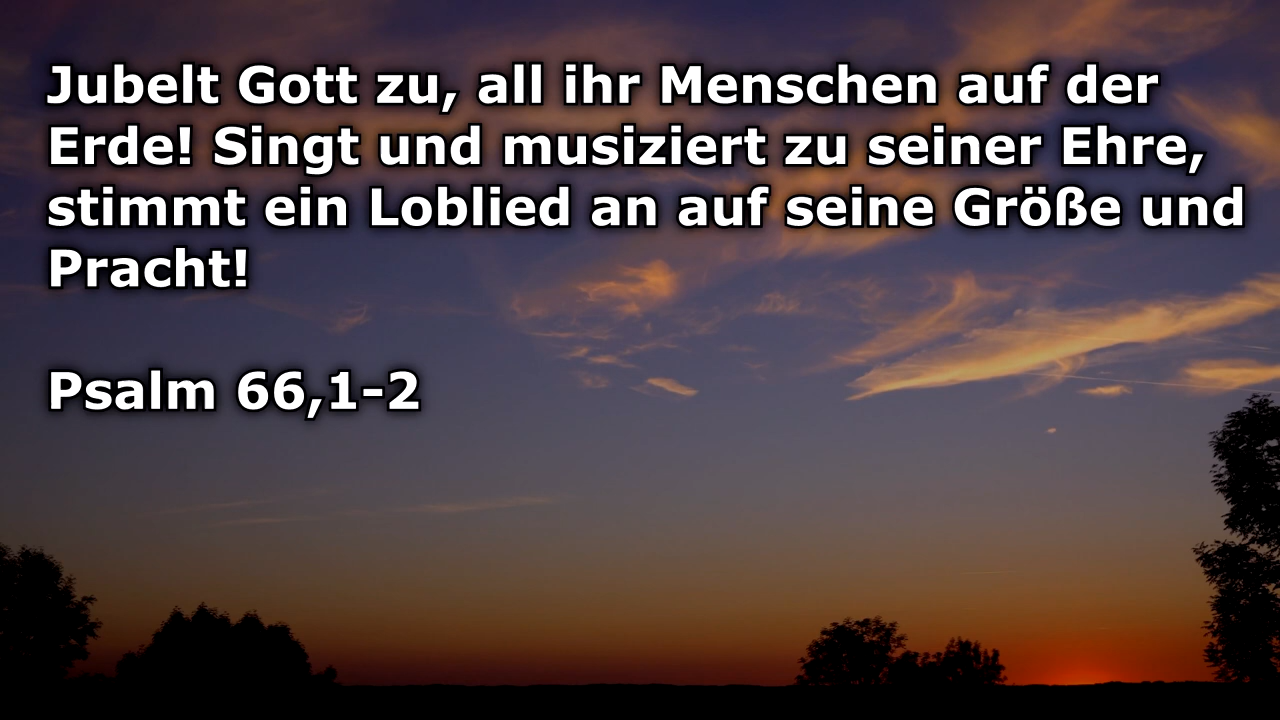 Jubelt Gott zu, all ihr Menschen auf der
Erde! Singt und musiziert zu seiner Ehre,
stimmt ein Loblied an auf seine Größe und
Pracht!
Psalm 66,1-2